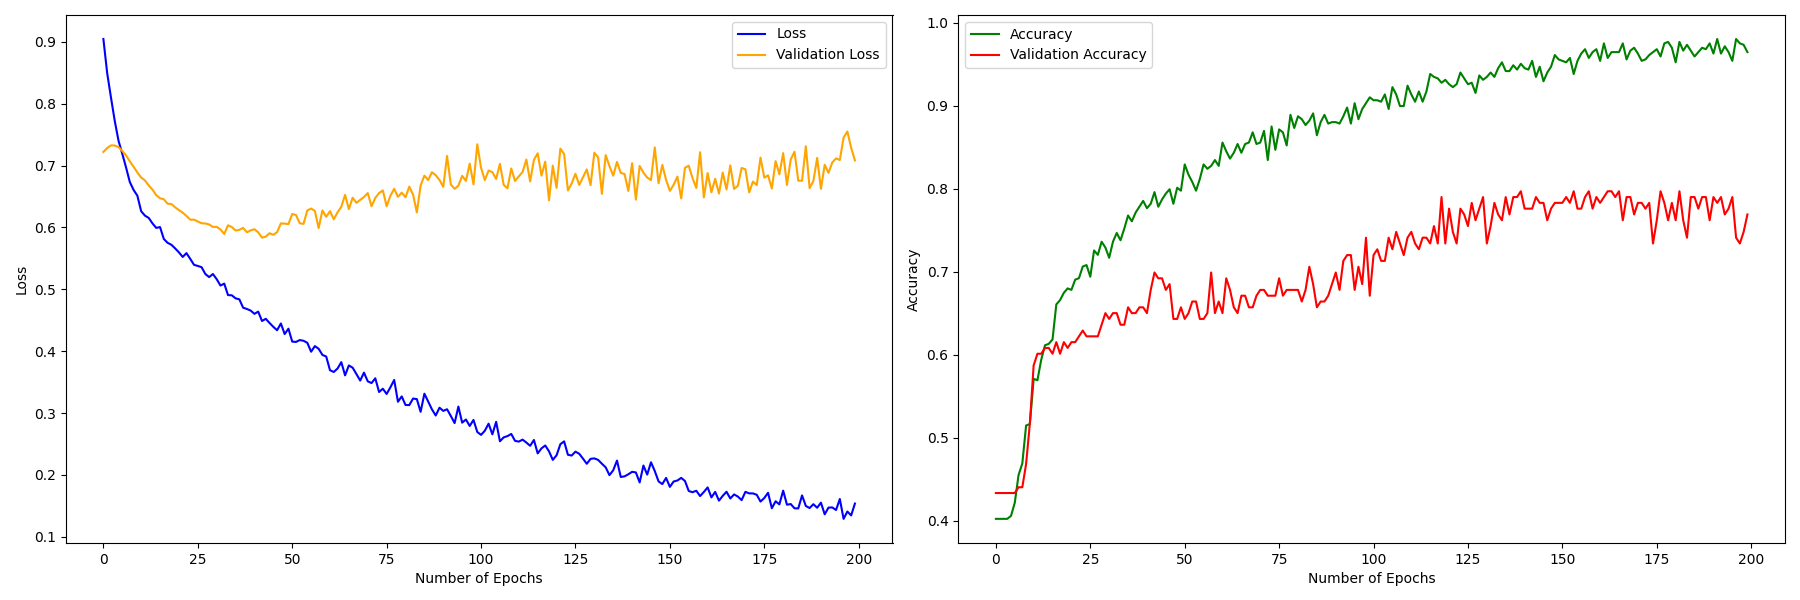 Loss
Validation Loss
0.9
0.8
0.7
0.6
0.5
0.4
0.3
0.2
0.1
Loss
0 25 50 75 100 125 150 175 200
Number of Epochs
Accuracy
Validation Accuracy
1.0
0.9
0.8
0.7
0.6
0.5
0.4
Accuracy
0 25 50 75 100 125 150 175 200
Number of Epochs